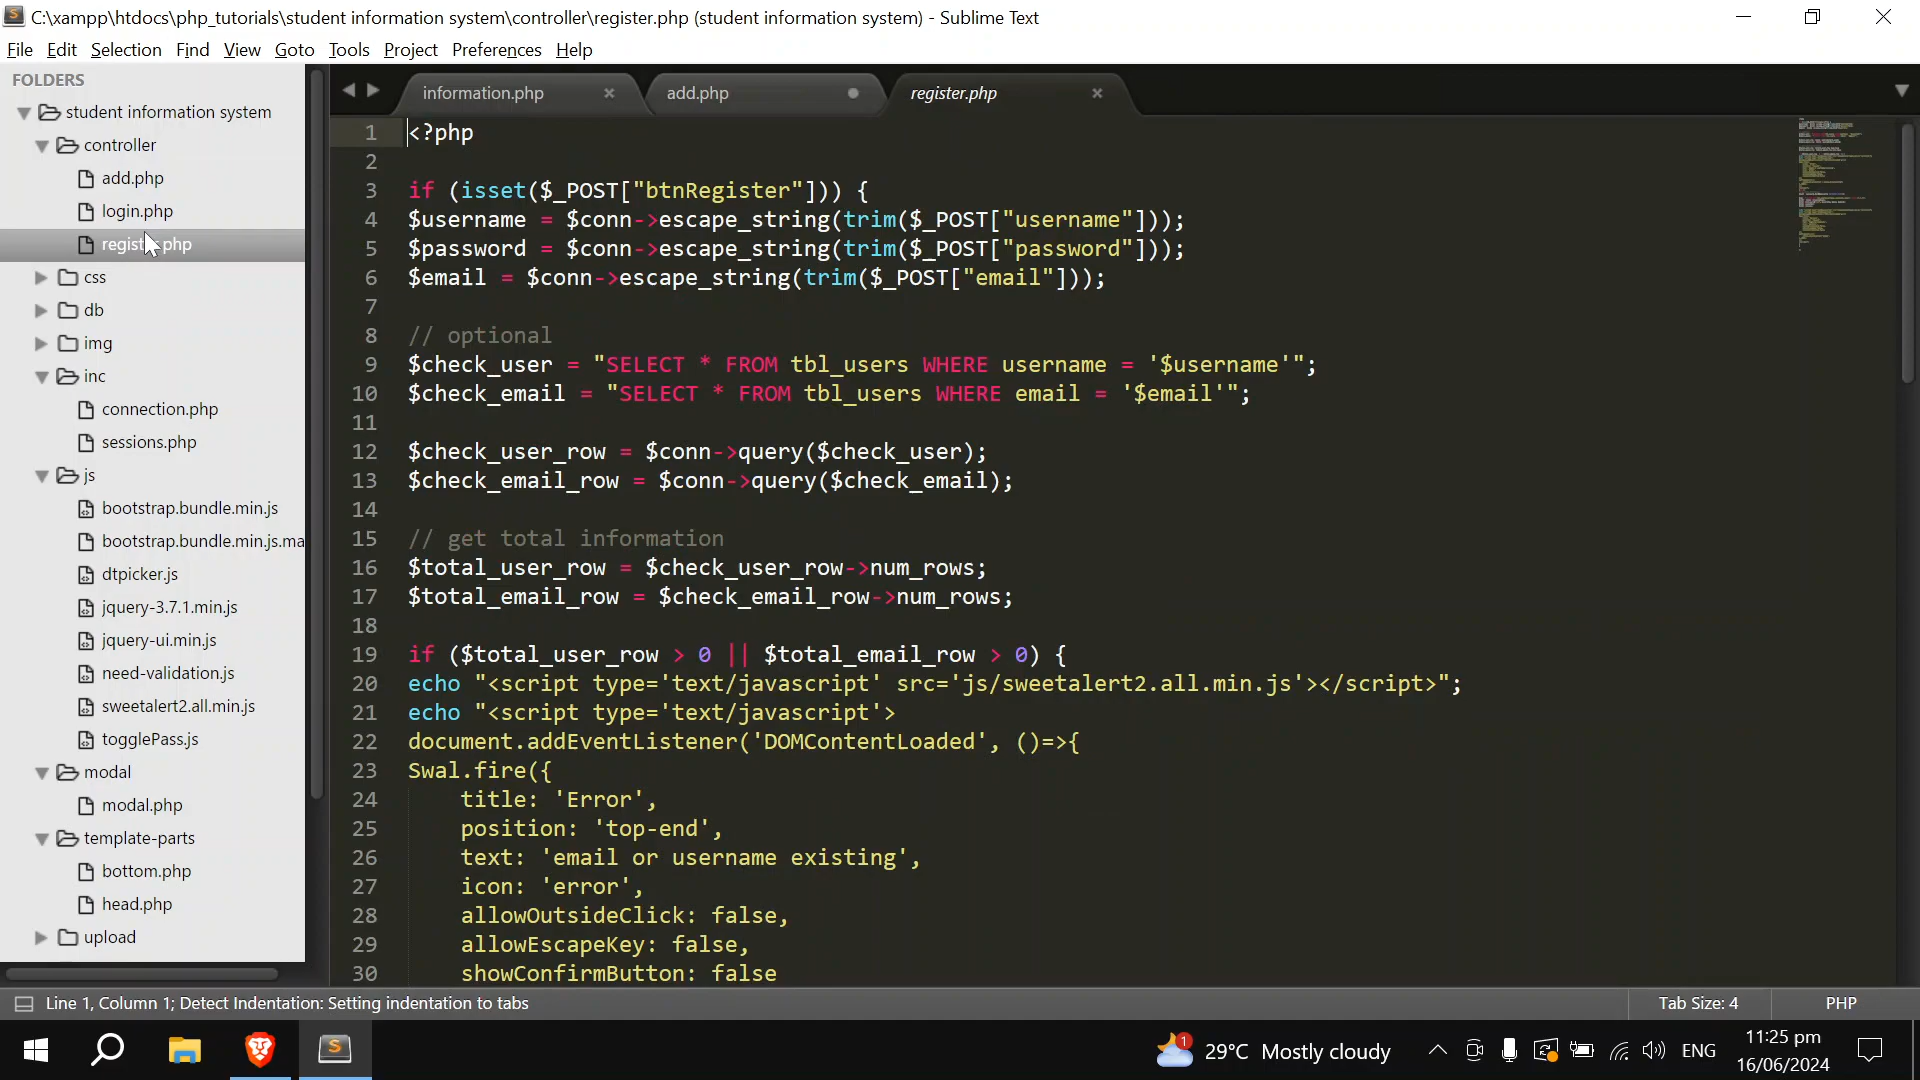 C:\xampp\htdocs\php_tutorials\student information system\controller\register.php (student information system) - Sublime Text
File Edit Selection Find View Goto Tools Project Preferences Help
FOLDERS
student information system
controller
add.php
login.php
register.php
css
db
img
inc
connection.php
sessions.php
js
bootstrap.bundle.min.js
bootstrap.bundle.min.js.ma
dtpicker.js
jquery-3.7.1.min.js
jquery-ui.min.js
need-validation.js
sweetalert2.all.min.js
togglePass.js
modal
modal.php
template-parts
bottom.php
head.php
upload
information.php × add.php register.php ×
1 <?php
2
3 if (isset($_POST["btnRegister"])) {
4 $username = $conn->escape_string(trim($_POST["username"]));
5 $password = $conn->escape_string(trim($_POST["password"]));
6 $email = $conn->escape_string(trim($_POST["email"]));
7
8 // optional
9 $check_user = "SELECT * FROM tbl_users WHERE username = '$username'";
10 $check_email = "SELECT * FROM tbl_users WHERE email = '$email'";
11
12 $check_user_row = $conn->query($check_user);
13 $check_email_row = $conn->query($check_email);
14
15 // get total information
16 $total_user_row = $check_user_row->num_rows;
17 $total_email_row = $check_email_row->num_rows;
18
19 if ($total_user_row > 0 || $total_email_row > 0) {
20 echo "<script type='text/javascript' src='js/sweetalert2.all.min.js'></script>";
21 echo "<script type='text/javascript'>
22 document.addEventListener('DOMContentLoaded', ()=>{
23 Swal.fire({
24 title: 'Error',
25 position: 'top-end',
26 text: 'email or username existing',
27 icon: 'error',
28 allowOutsideClick: false,
29 allowEscapeKey: false,
30 showConfirmButton: false
Line 1, Column 1; Detect Indentation: Setting indentation to tabs Tab Size: 4 PHP
1 29°C Mostly cloudy ENG 11:25 pm
16/06/2024